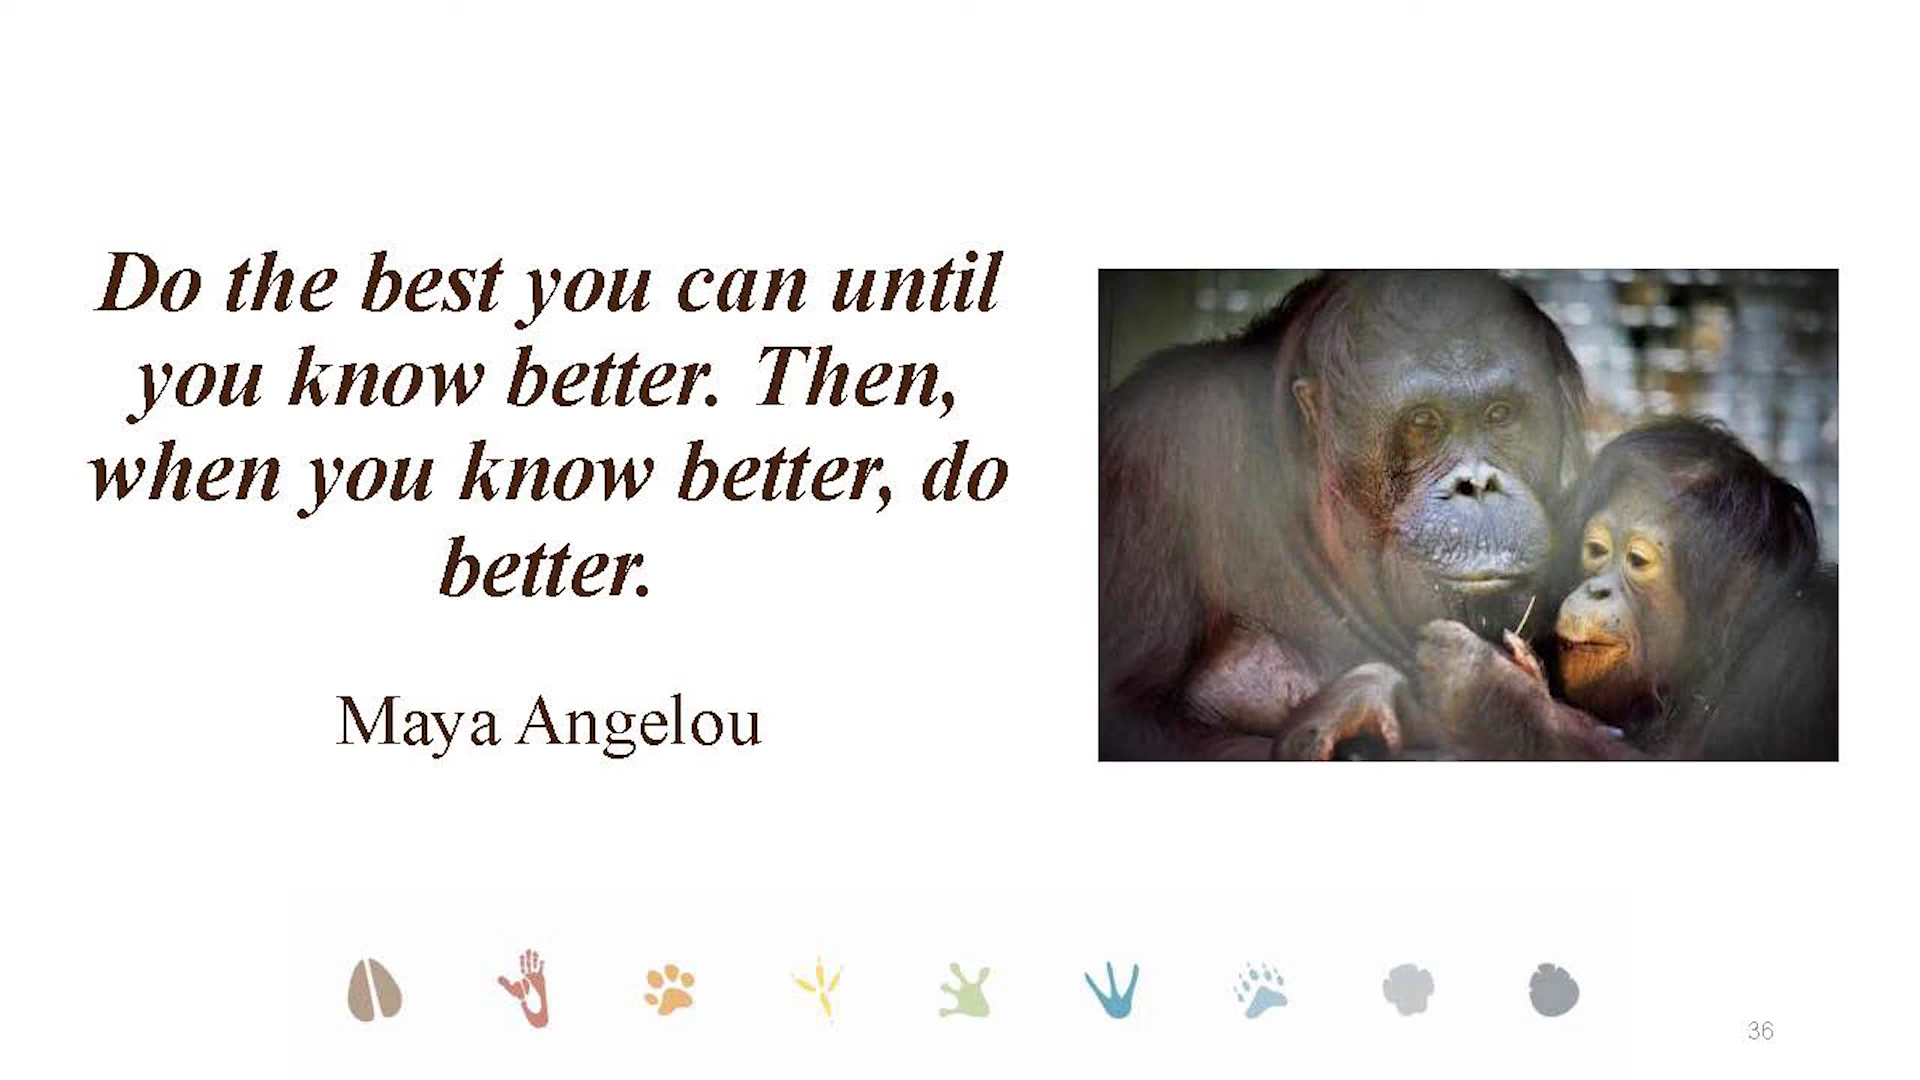 Do the best you can until
you know better. Then,
when you know better, do
better.
Maya Angelou
36